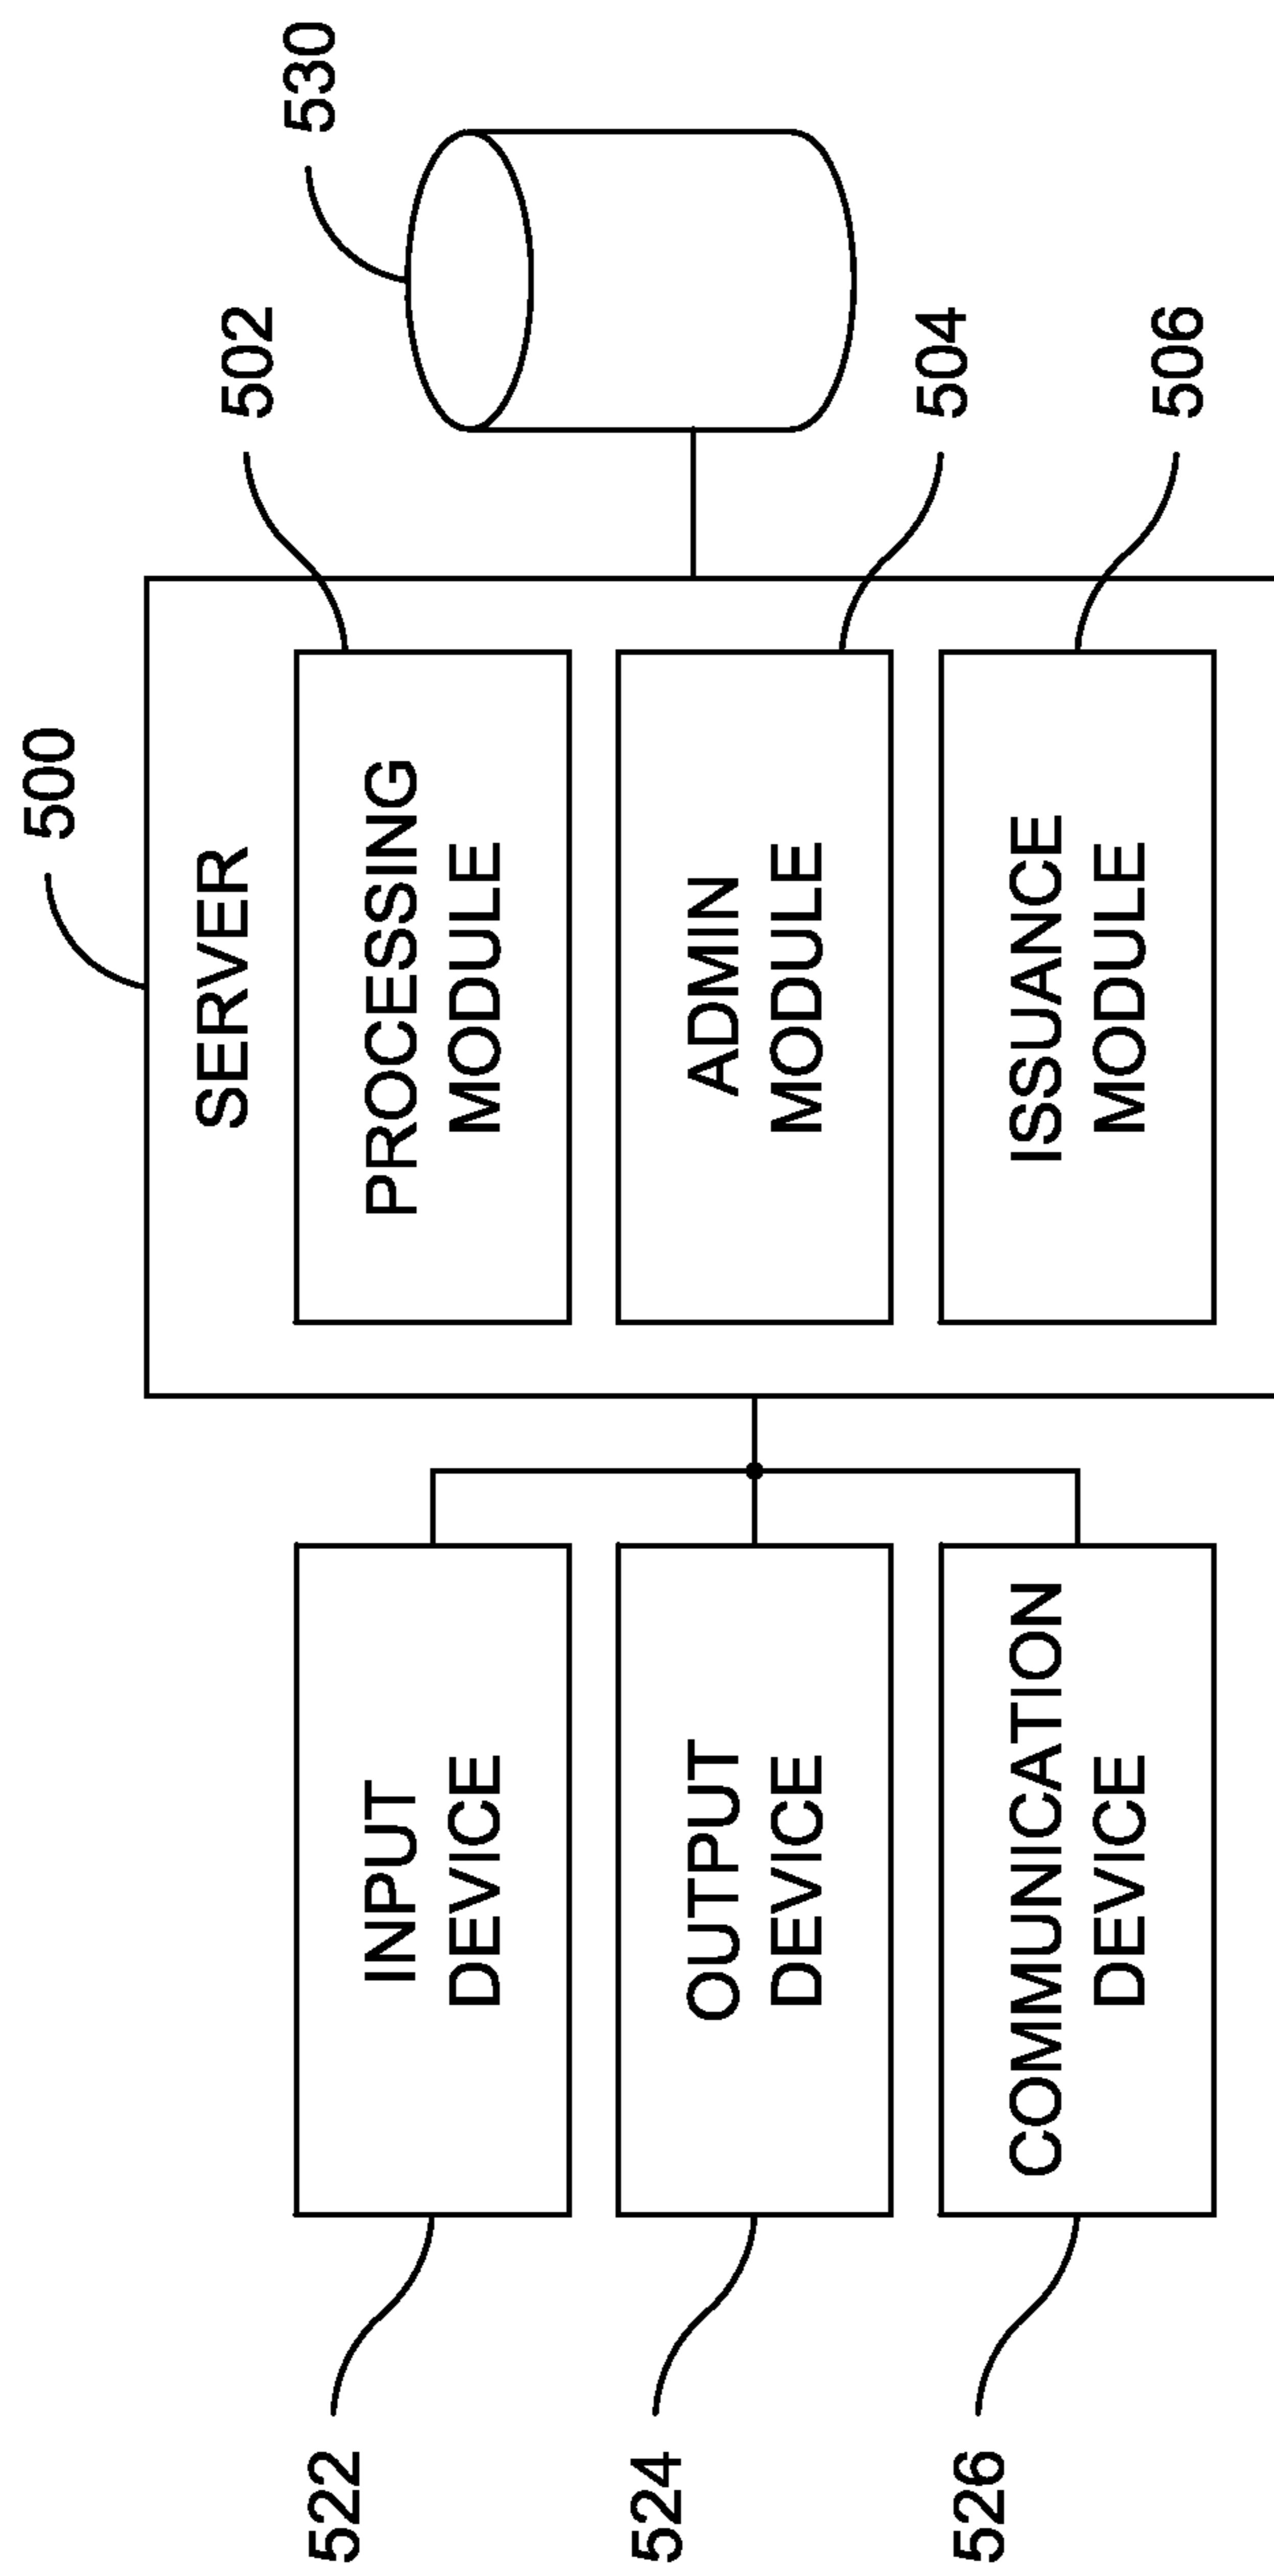 500
SERVER
530
502
PROCESSING
MODULE
522
INPUT
DEVICE
504
ADMIN
MODULE
524
OUTPUT
DEVICE
506
ISSUANCE
MODULE
526
COMMUNICATION
DEVICE